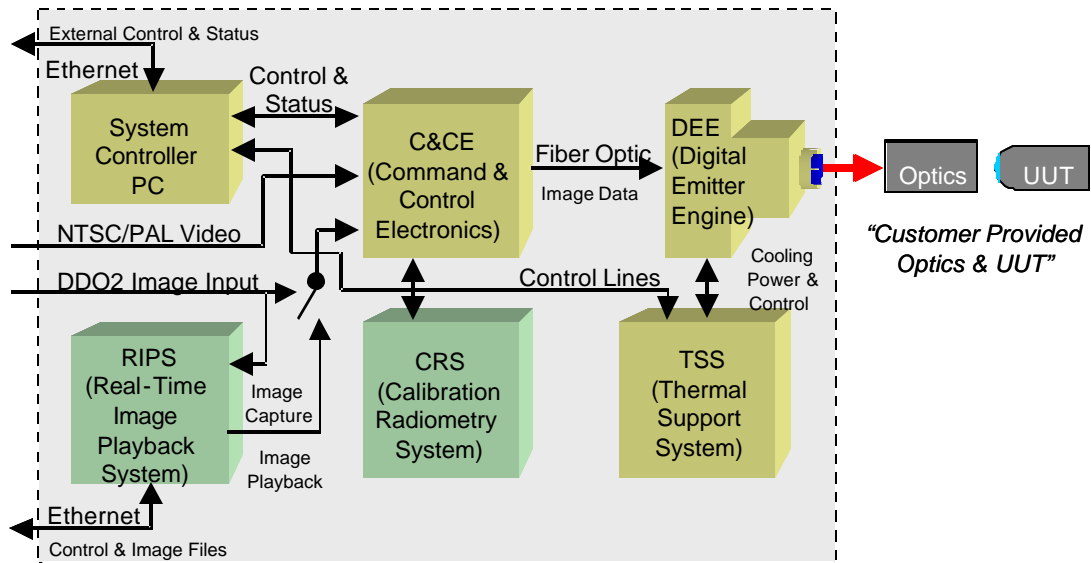 External Control & Status
Ethernet
System
Controller
PC
Control &
Status
C&CE
(Command &
Control
Electronics)
Fiber Optic
Image Data
DEE
(Digital
Emitter
Engine)
Optics
UUT
“Customer Provided
Optics & UUT”
NTSC/PAL Video
DDO2 Image Input
Control Lines
Cooling
Power &
Control
RIPS
(Real-Time
Image
Playback
System)
Image
Capture
Image
Playback
CRS
(Calibration
Radiometry
System)
TSS
(Thermal
Support
System)
Ethernet
Control & Image Files